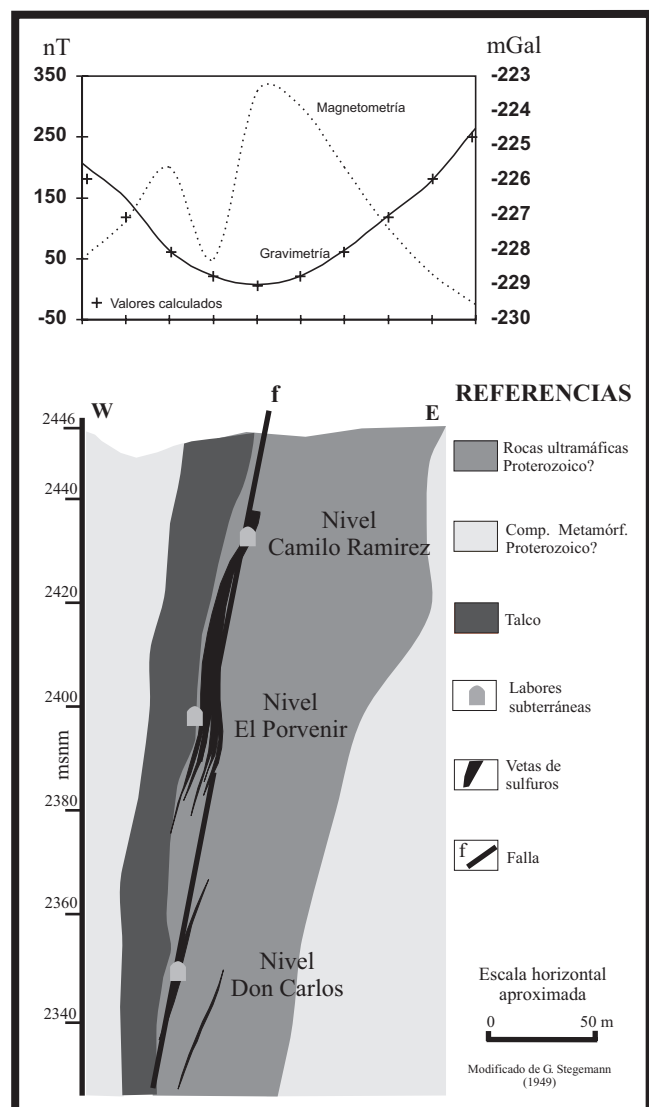 nT
mGal
350
250
150
50
-50
-223
-224
-225
-226
-227
-228
-229
-230
Magnetometría
Gravimetría
+ Valores calculados
W
f
E
2446
2440
2420
2400
2380
2360
2340
msnm
Nivel
Camilo Ramirez
Nivel
El Porvenir
Nivel
Don Carlos
REFERENCIAS
Rocas ultramáficas
Proterozoico?
Comp. Metamórf.
Proterozoico?
Talco
Labores
subterráneas
Vetas de
sulfuros
f
Falla
Escala horizontal
aproximada
0
50 m
Modificado de G. Stegemann
(1949)